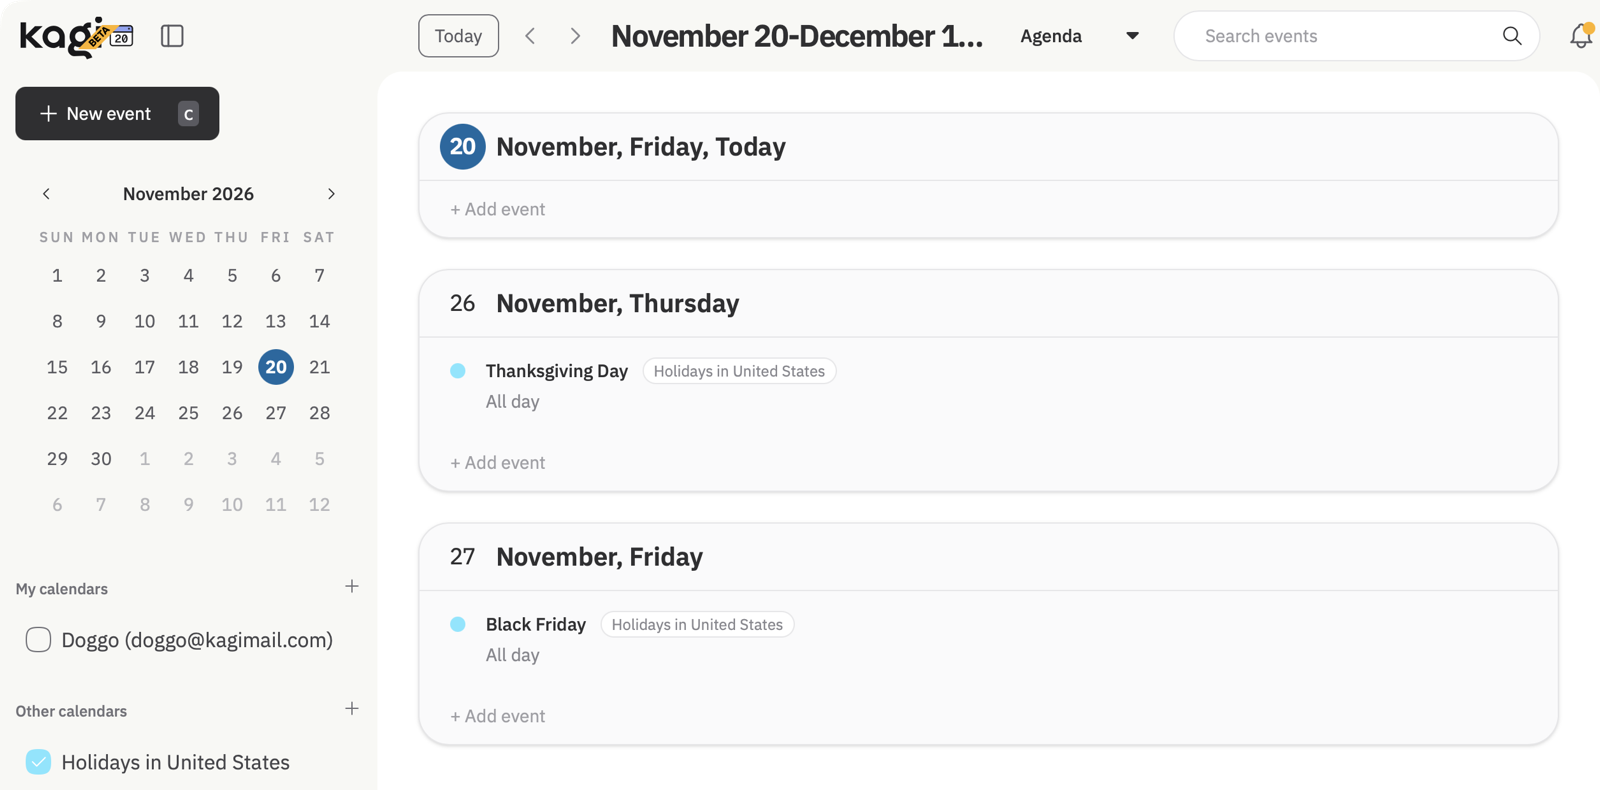 kagi BETA 20
Today
November 20-December 1...
Agenda
Search events
+ New event C
November 2026
SUN MON TUE WED THU FRI SAT
1 2 3 4 5 6 7
8 9 10 11 12 13 14
15 16 17 18 19 20 21
22 23 24 25 26 27 28
29 30 1 2 3 4 5
6 7 8 9 10 11 12
My calendars +
Doggo (doggo@kagimail.com)
Other calendars +
Holidays in United States
20 November, Friday, Today
+ Add event
26 November, Thursday
Thanksgiving Day Holidays in United States
All day
+ Add event
27 November, Friday
Black Friday Holidays in United States
All day
+ Add event